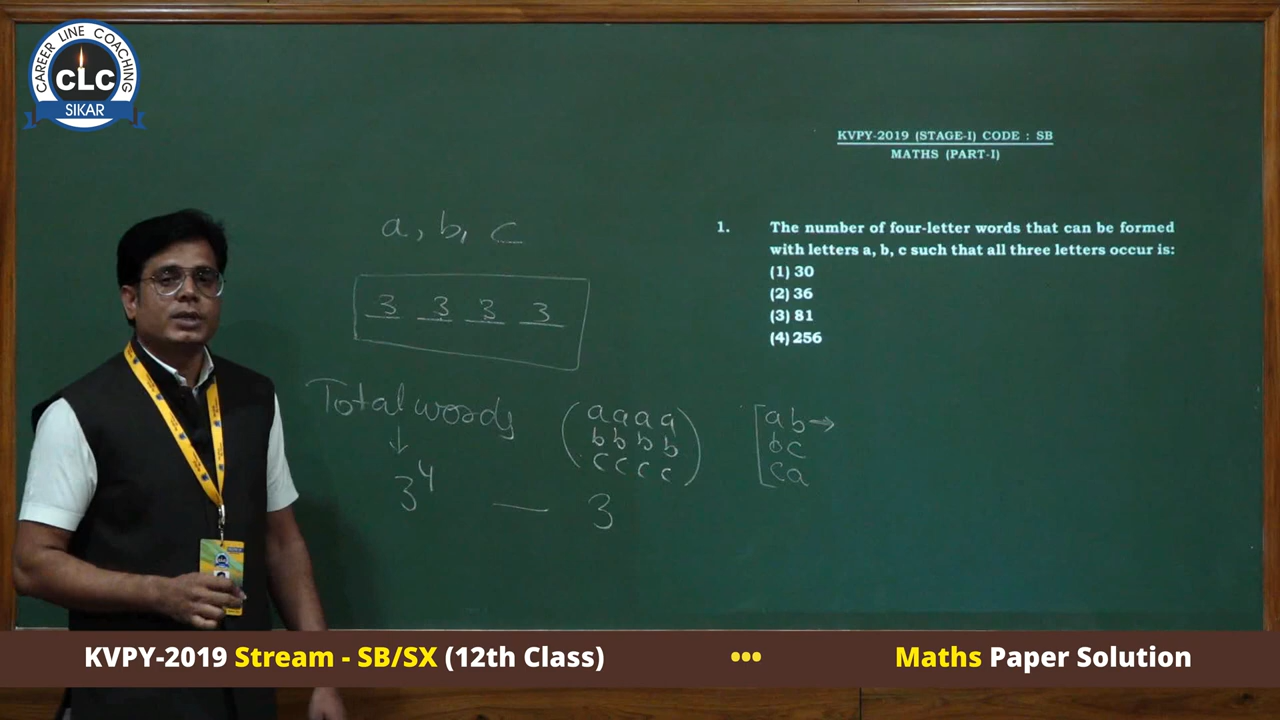 CAREER LINE COACHING
CLC
SIKAR
KVPY-2019 (STAGE-I) CODE : SB
MATHS (PART-I)
1. The number of four-letter words that can be formed
with letters a, b, c such that all three letters occur is:
(1) 30
(2) 36
(3) 81
(4) 256
a, b, c
3 3 3 3
Total words
↓
3⁴ — 3
(a a a a
b b b b
c c c c)
[ab→
bc
ca
KVPY-2019 Stream - SB/SX (12th Class) ••• Maths Paper Solution